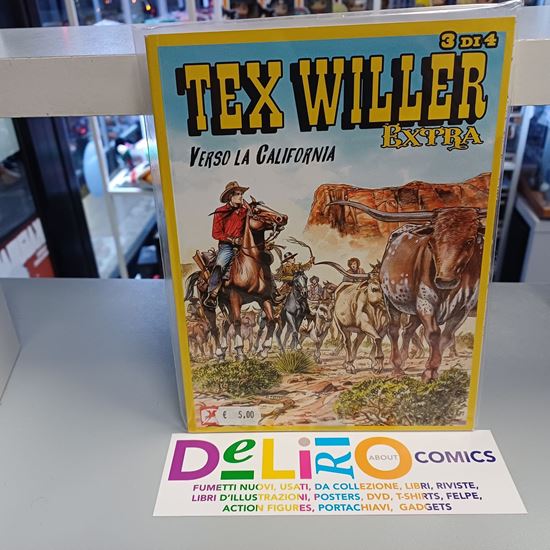 3 DI 4
TEX WILLER
EXTRA
VERSO LA CALIFORNIA
€ 5,00
DeLiRiO ABOUT COMICS
FUMETTI NUOVI, USATI, DA COLLEZIONE, LIBRI, RIVISTE,
LIBRI D'ILLUSTRAZIONI, POSTERS, DVD, T-SHIRTS, FELPE,
ACTION FIGURES, PORTACHIAVI, GADGETS